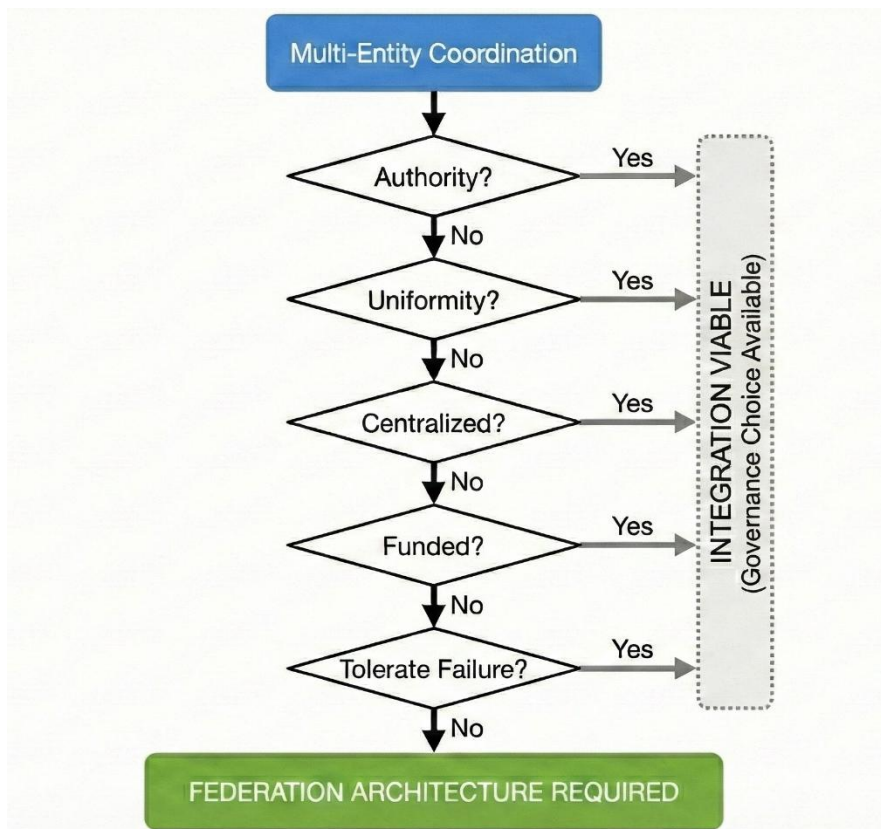 Multi-Entity Coordination
Authority?
Yes
No
Uniformity?
Yes
No
Centralized?
Yes
No
Funded?
Yes
No
Tolerate Failure?
Yes
No
INTEGRATION VIABLE
(Governance Choice Available)
FEDERATION ARCHITECTURE REQUIRED